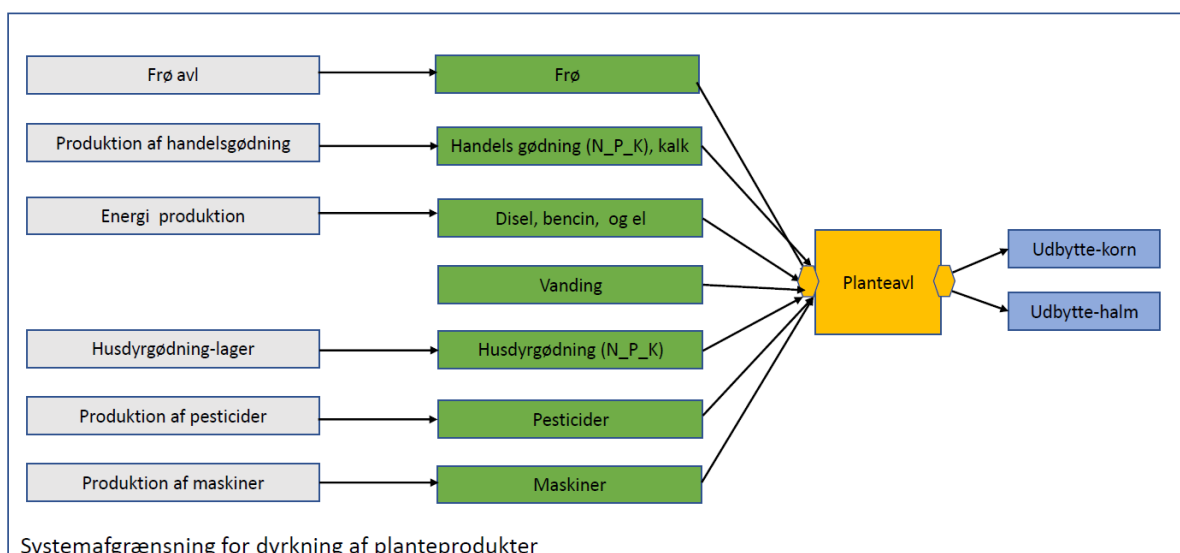 Frø avl
Frø
Produktion af handelsgødning
Handels gødning (N_P_K), kalk
Energi produktion
Disel, bencin, og el
Vanding
Husdyrgødning-lager
Husdyrgødning (N_P_K)
Produktion af pesticider
Pesticider
Produktion af maskiner
Maskiner
Planteavl
Udbytte-korn
Udbytte-halm
Systemafgrænsning for dyrkning af planteprodukter